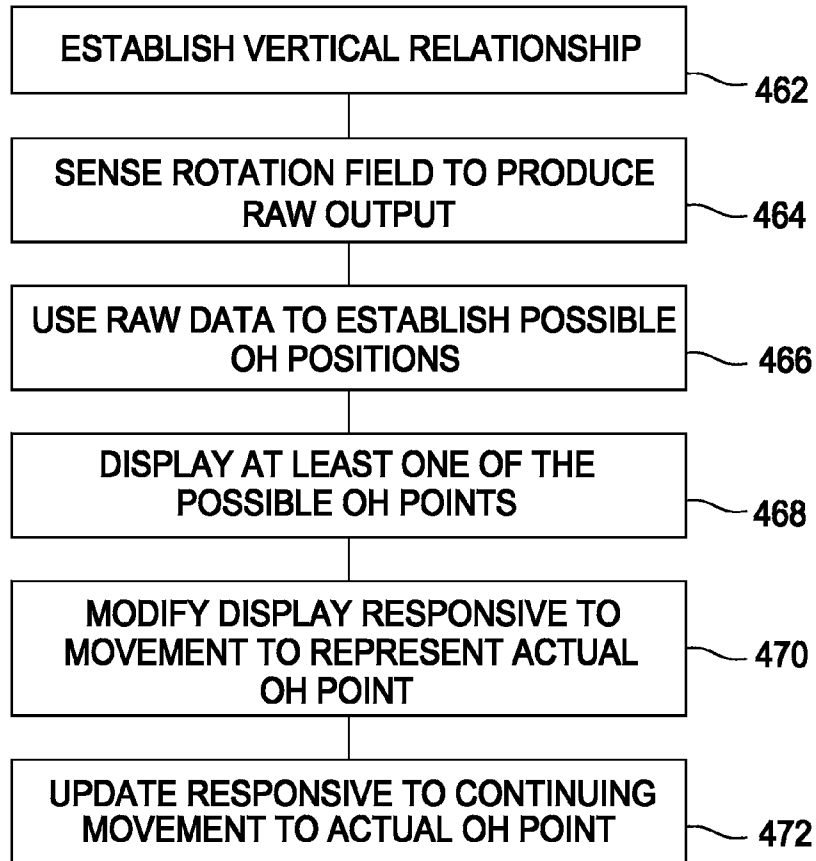 ESTABLISH VERTICAL RELATIONSHIP
462
SENSE ROTATION FIELD TO PRODUCE
RAW OUTPUT
464
USE RAW DATA TO ESTABLISH POSSIBLE
OH POSITIONS
466
DISPLAY AT LEAST ONE OF THE
POSSIBLE OH POINTS
468
MODIFY DISPLAY RESPONSIVE TO
MOVEMENT TO REPRESENT ACTUAL
OH POINT
470
UPDATE RESPONSIVE TO CONTINUING
MOVEMENT TO ACTUAL OH POINT
472